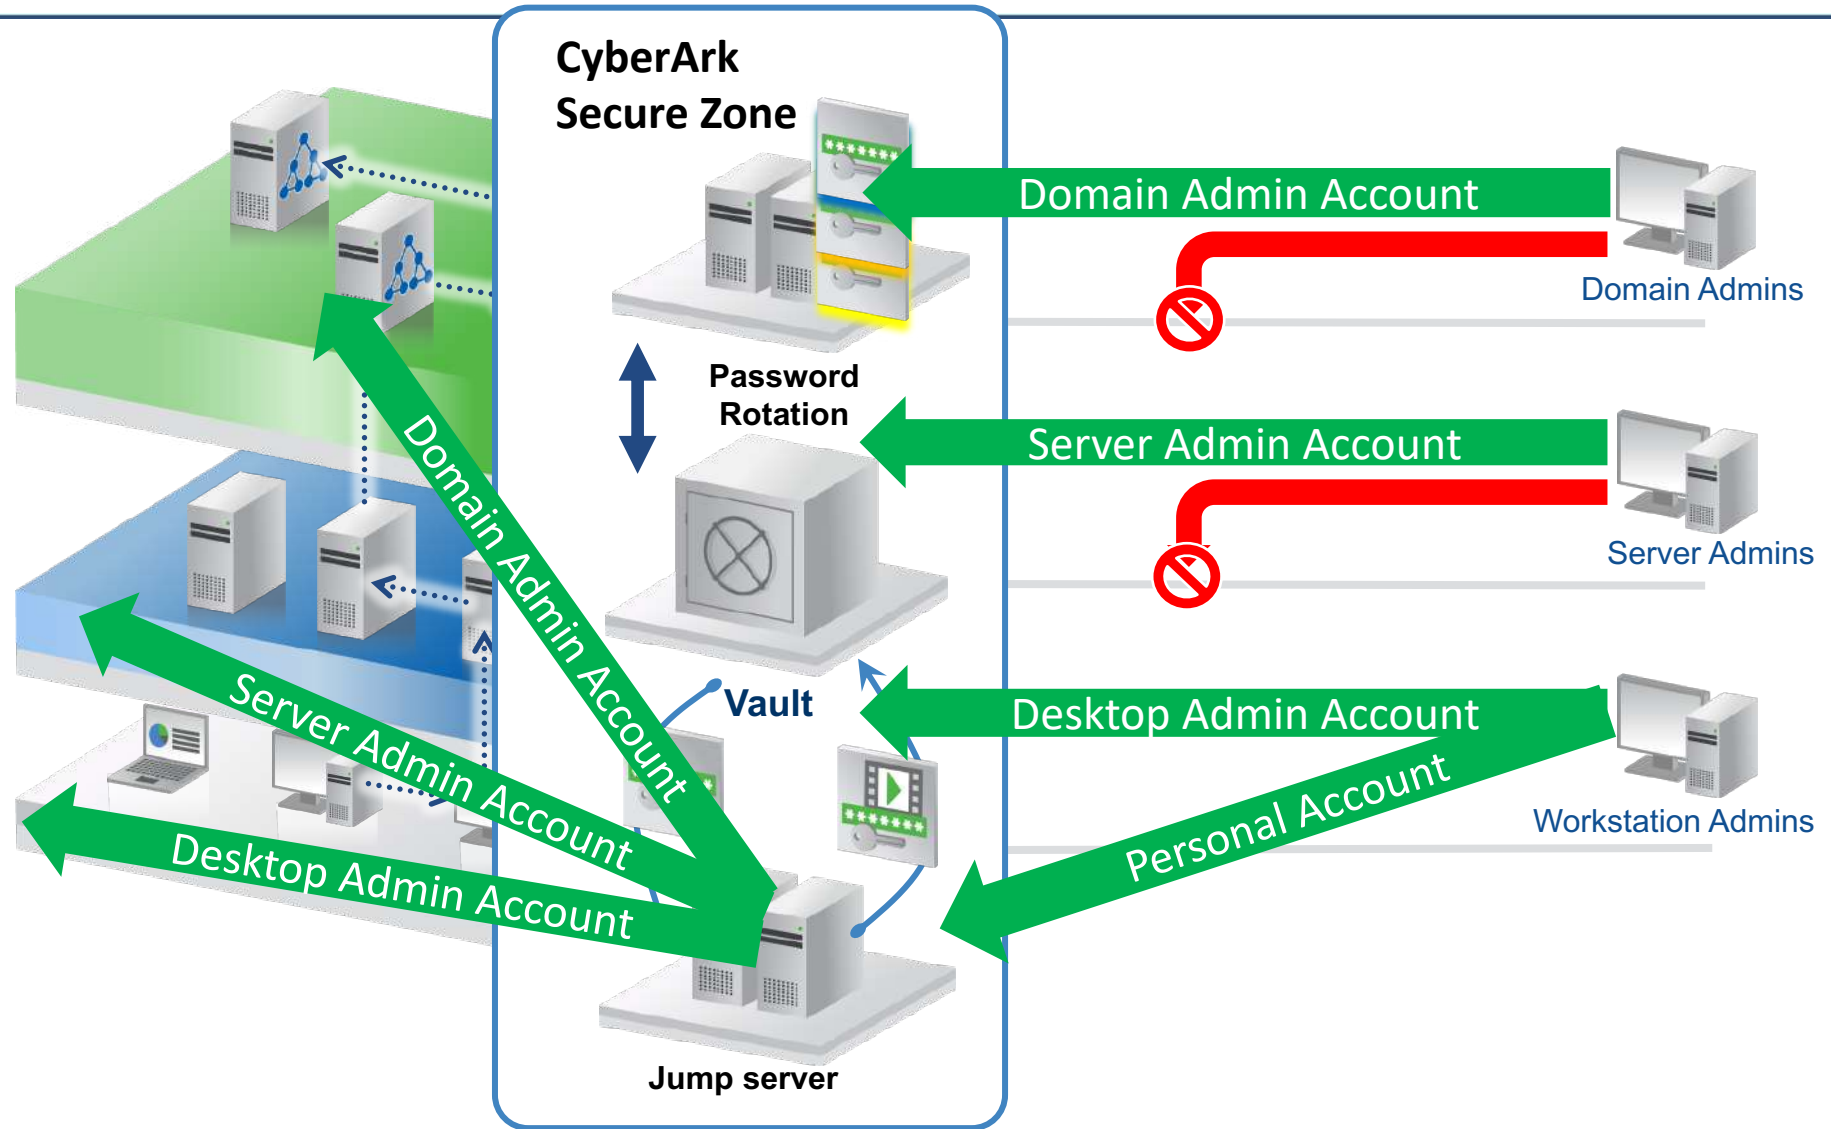 CyberArk
Secure Zone
*******
Domain Admin Account
Domain Admins
Password
Rotation
Server Admin Account
Server Admins
Domain Admin Account
Vault
Desktop Admin Account
Server Admin Account
Personal Account
*******
Workstation Admins
Desktop Admin Account
Jump server